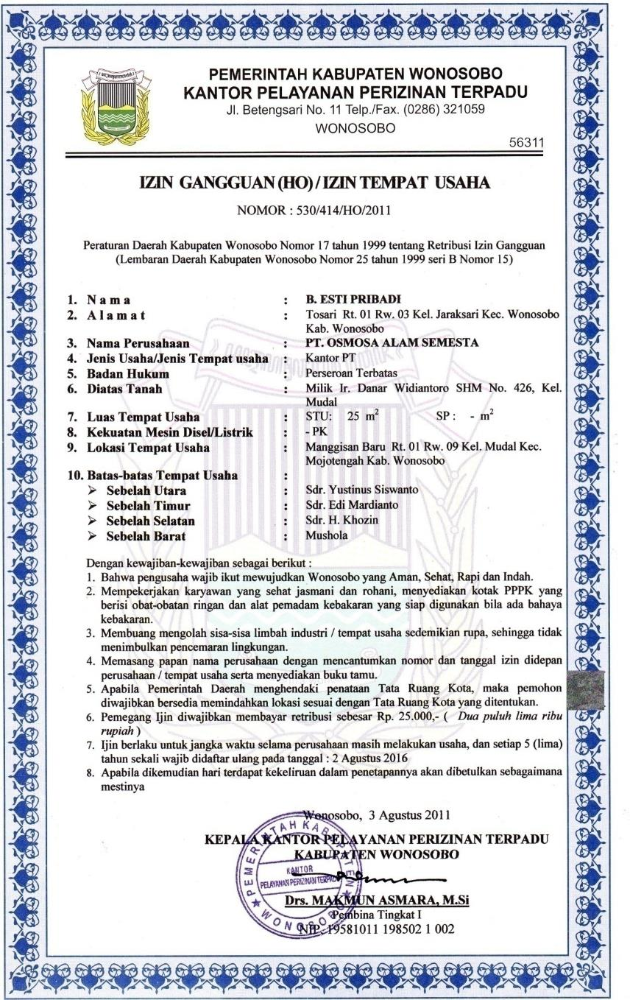 PEMERINTAH KABUPATEN WONOSOBO
KANTOR PELAYANAN PERIZINAN TERPADU
Jl. Betengsari No. 11 Telp./Fax. (0286) 321059
WONOSOBO
56311
IZIN GANGGUAN (HO) / IZIN TEMPAT USAHA
NOMOR : 530/414/HO/2011
Peraturan Daerah Kabupaten Wonosobo Nomor 17 tahun 1999 tentang Retribusi Izin Gangguan
(Lembaran Daerah Kabupaten Wonosobo Nomor 25 tahun 1999 seri B Nomor 15)
1. N a m a : B. ESTI PRIBADI
2. A l a m a t : Tosari Rt. 01 Rw. 03 Kel. Jaraksari Kec. Wonosobo
Kab. Wonosobo
3. Nama Perusahaan : PT. OSMOSA ALAM SEMESTA
4. Jenis Usaha/Jenis Tempat usaha : Kantor PT
5. Badan Hukum : Perseroan Terbatas
6. Diatas Tanah : Milik Ir. Danar Widiantoro SHM No. 426, Kel.
Mudal
7. Luas Tempat Usaha : STU: 25 m² SP : - m²
8. Kekuatan Mesin Disel/Listrik : - PK
9. Lokasi Tempat Usaha : Manggisan Baru Rt. 01 Rw. 09 Kel. Mudal Kec.
Mojotengah Kab. Wonosobo
10. Batas-batas Tempat Usaha :
➢ Sebelah Utara : Sdr. Yustinus Siswanto
➢ Sebelah Timur : Sdr. Edi Mardianto
➢ Sebelah Selatan : Sdr. H. Khozin
➢ Sebelah Barat : Mushola
Dengan kewajiban-kewajiban sebagai berikut :
1. Bahwa pengusaha wajib ikut mewujudkan Wonosobo yang Aman, Sehat, Rapi dan Indah.
2. Mempekerjakan karyawan yang sehat jasmani dan rohani, menyediakan kotak PPPK yang
berisi obat-obatan ringan dan alat pemadam kebakaran yang siap digunakan bila ada bahaya
kebakaran.
3. Membuang mengolah sisa-sisa limbah industri / tempat usaha sedemikian rupa, sehingga tidak
menimbulkan pencemaran lingkungan.
4. Memasang papan nama perusahaan dengan mencantumkan nomor dan tanggal izin didepan
perusahaan / tempat usaha serta menyediakan buku tamu.
5. Apabila Pemerintah Daerah menghendaki penataan Tata Ruang Kota, maka pemohon
diwajibkan bersedia memindahkan lokasi sesuai dengan Tata Ruang Kota yang ditentukan.
6. Pemegang Ijin diwajibkan membayar retribusi sebesar Rp. 25.000,- ( Dua puluh lima ribu
rupiah )
7. Ijin berlaku untuk jangka waktu selama perusahaan masih melakukan usaha, dan setiap 5 (lima)
tahun sekali wajib didaftar ulang pada tanggal : 2 Agustus 2016
8. Apabila dikemudian hari terdapat kekeliruan dalam penetapannya akan dibetulkan sebagaimana
mestinya
Wonosobo, 3 Agustus 2011
KEPALA KANTOR PELAYANAN PERIZINAN TERPADU
KABUPATEN WONOSOBO
PEMERINTAH KABUPATEN
KANTOR
PELAYANAN PERIZINAN TERPADU
WONOSOBO
Drs. MAKMUN ASMARA, M.Si
Pembina Tingkat I
NIP. 19581011 198502 1 002